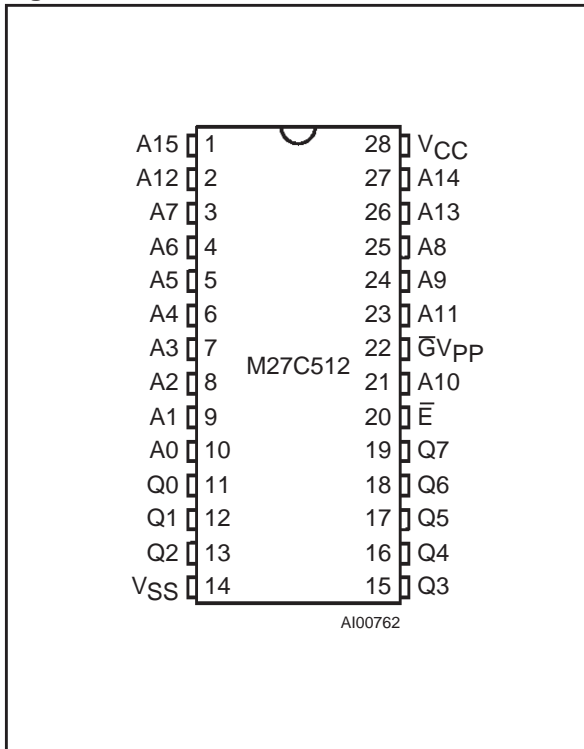 A15 1 28 VCC
A12 2 27 A14
A7 3 26 A13
A6 4 25 A8
A5 5 24 A9
A4 6 23 A11
A3 7 22 G̅VPP
M27C512
A2 8 21 A10
A1 9 20 E̅
A0 10 19 Q7
Q0 11 18 Q6
Q1 12 17 Q5
Q2 13 16 Q4
VSS 14 15 Q3
AI00762